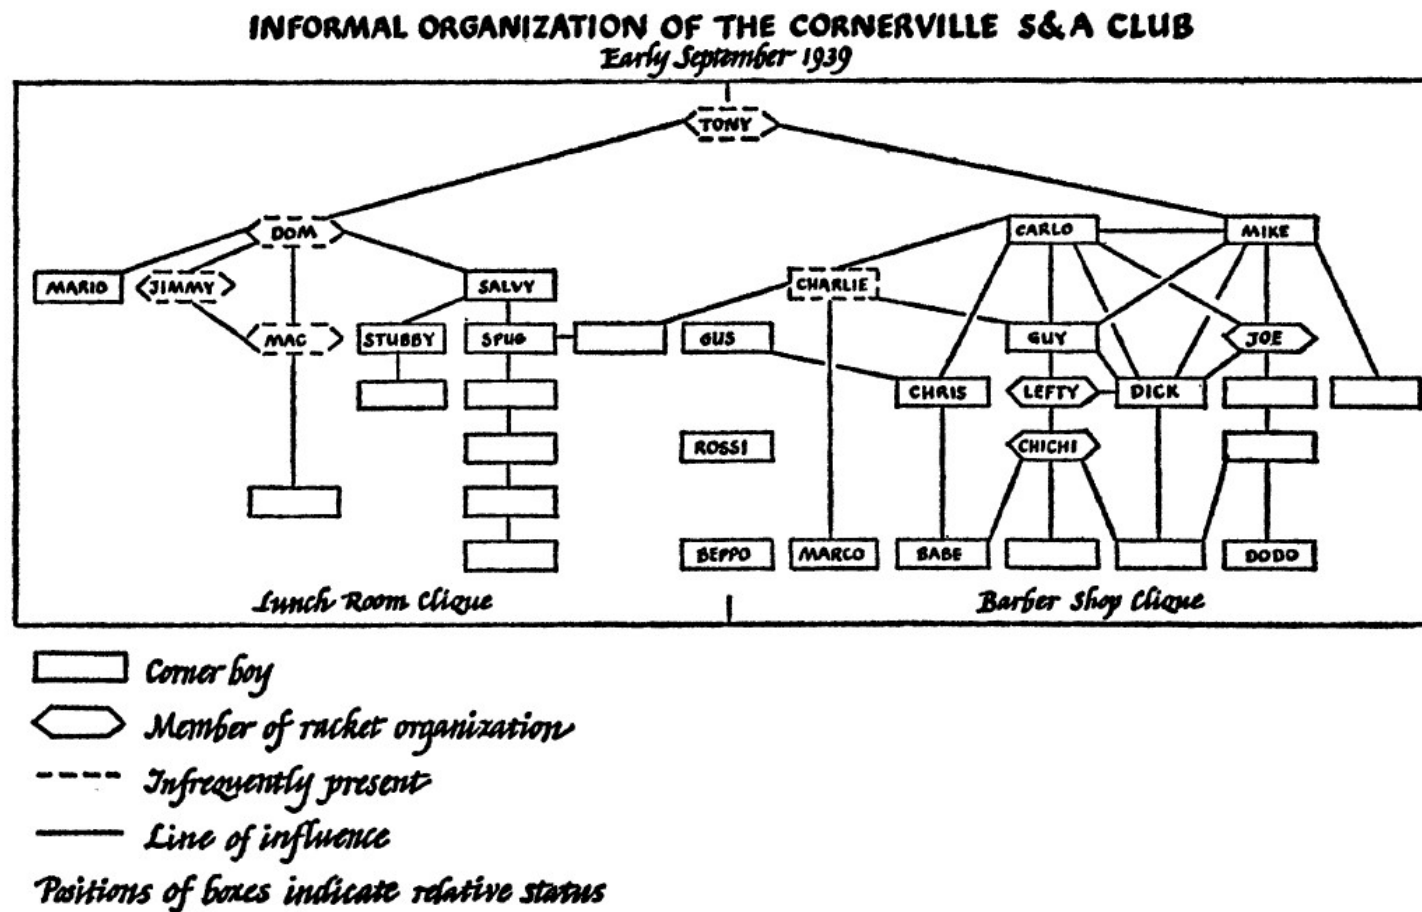 INFORMAL ORGANIZATION OF THE CORNERVILLE S&A CLUB
Early September 1939
TONY
DOM
CARLO
MIKE
MARIO
JIMMY
SALVY
CHARLIE
MAC
STUBBY
SPUG
GUS
GUY
JOE
CHRIS
LEFTY
DICK
ROSSI
CHICHI
BEPPO
MARCO
BABE
DODO
Lunch Room Clique
Barber Shop Clique
Corner boy
Member of racket organization
Infrequently present
Line of influence
Positions of boxes indicate relative status